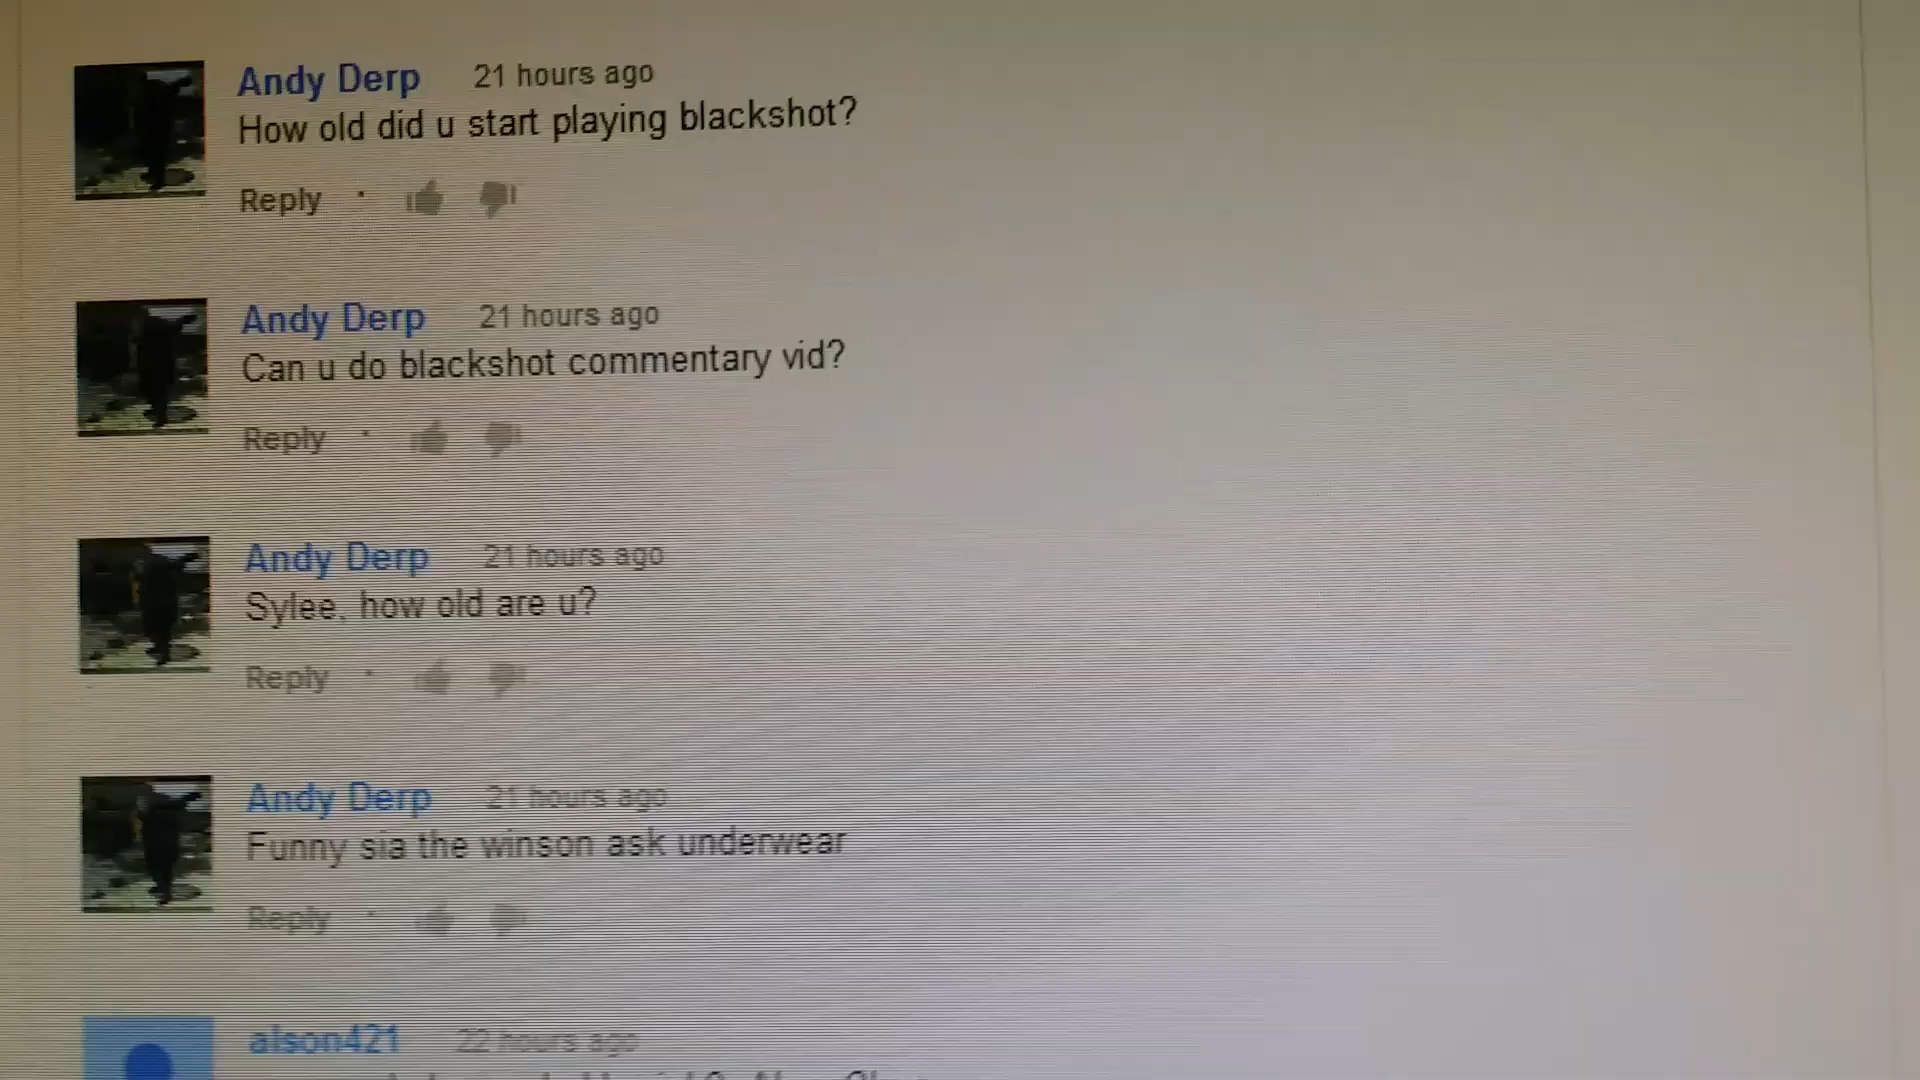 Andy Derp 21 hours ago
How old did u start playing blackshot?
Reply
Andy Derp 21 hours ago
Can u do blackshot commentary vid?
Reply
Andy Derp 21 hours ago
Sylee, how old are u?
Reply
Andy Derp 21 hours ago
Funny sia the winson ask underwear
Reply
alson421 22 hours ago